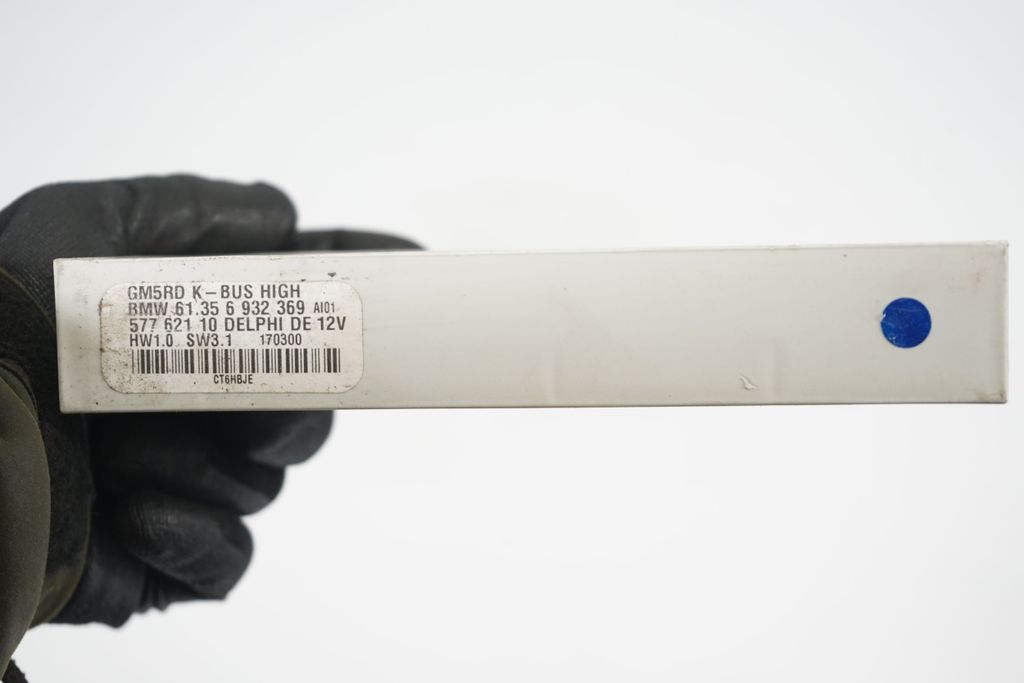 GM5RD K-BUS HIGH
BMW 61.35 6 932 369 AI01
577 621 10 DELPHI DE 12V
HW1.0 SW3.1 170300
CT6HBJE